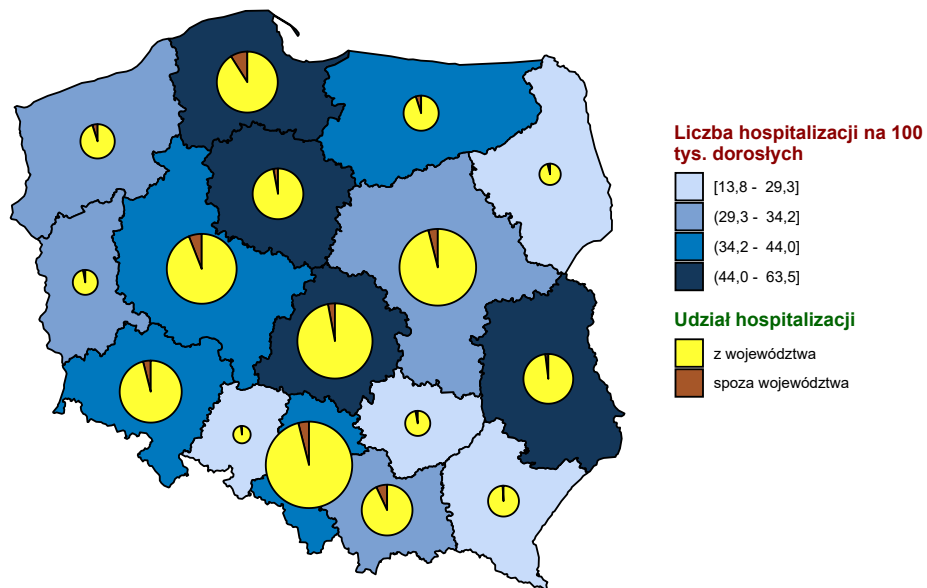 Liczba hospitalizacji na 100
tys. dorosłych
[13,8 - 29,3]
(29,3 - 34,2]
(34,2 - 44,0]
(44,0 - 63,5]
Udział hospitalizacji
z województwa
spoza województwa